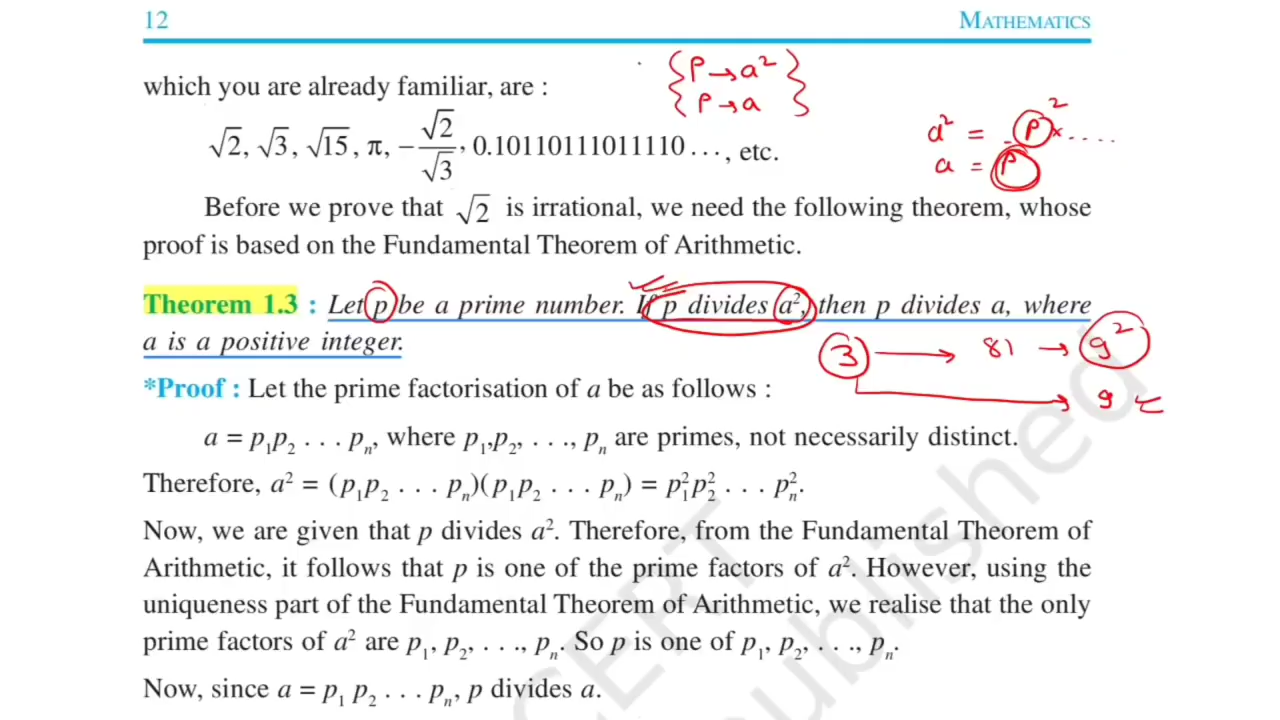 12 MATHEMATICS
{ P → a² }
{ P → a }
which you are already familiar, are :
√2, √3, √15, π, −√2/√3, 0.10110111011110 . . . , etc.
a² = P² × ....
a = P
Before we prove that √2 is irrational, we need the following theorem, whose
proof is based on the Fundamental Theorem of Arithmetic.
Theorem 1.3 : Let p be a prime number. If p divides a², then p divides a, where
a is a positive integer.
3 → 81 → 9²
→ 9
*Proof : Let the prime factorisation of a be as follows :
a = p₁p₂ . . . pₙ, where p₁,p₂, . . ., pₙ are primes, not necessarily distinct.
Therefore, a² = (p₁p₂ . . . pₙ)(p₁p₂ . . . pₙ) = p₁²p₂² . . . pₙ².
Now, we are given that p divides a². Therefore, from the Fundamental Theorem of
Arithmetic, it follows that p is one of the prime factors of a². However, using the
uniqueness part of the Fundamental Theorem of Arithmetic, we realise that the only
prime factors of a² are p₁, p₂, . . ., pₙ. So p is one of p₁, p₂, . . ., pₙ.
Now, since a = p₁ p₂ . . . pₙ, p divides a.